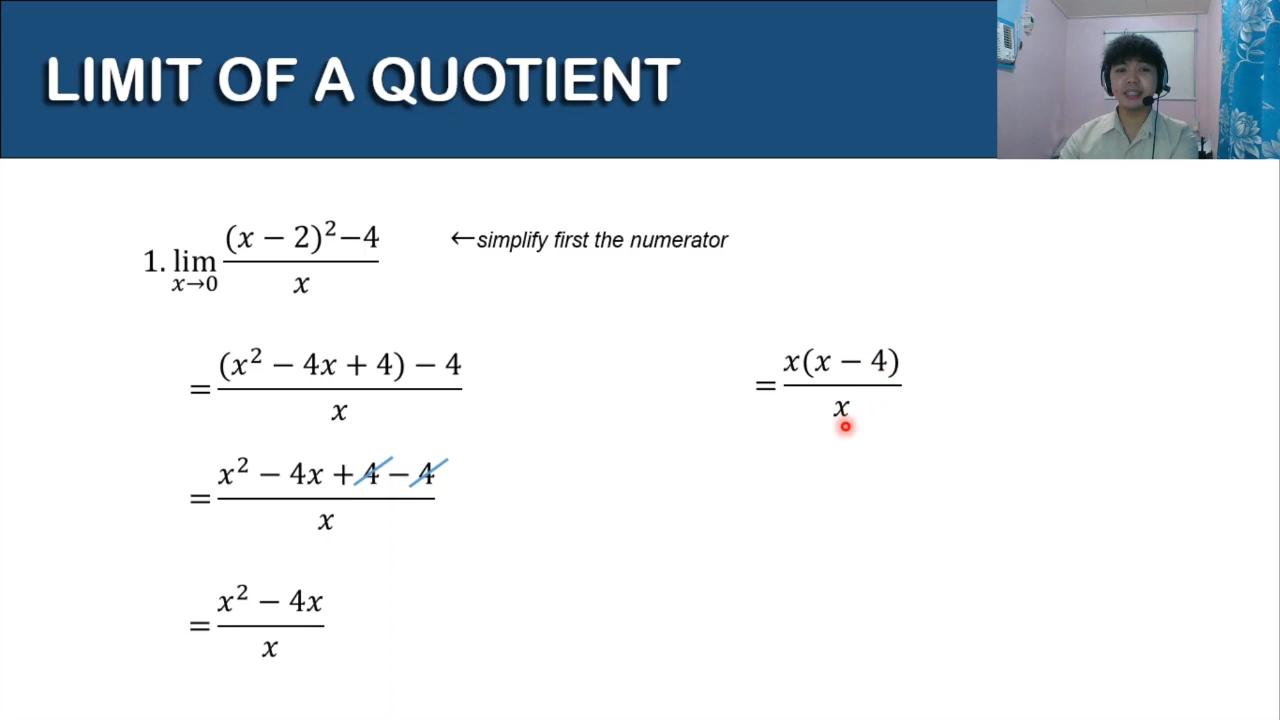 LIMIT OF A QUOTIENT
1. lim x→0 (x − 2)²−4 / x
←simplify first the numerator
= (x² − 4x + 4) − 4 / x
= x² − 4x + 4 − 4 / x
= x² − 4x / x
= x(x − 4) / x